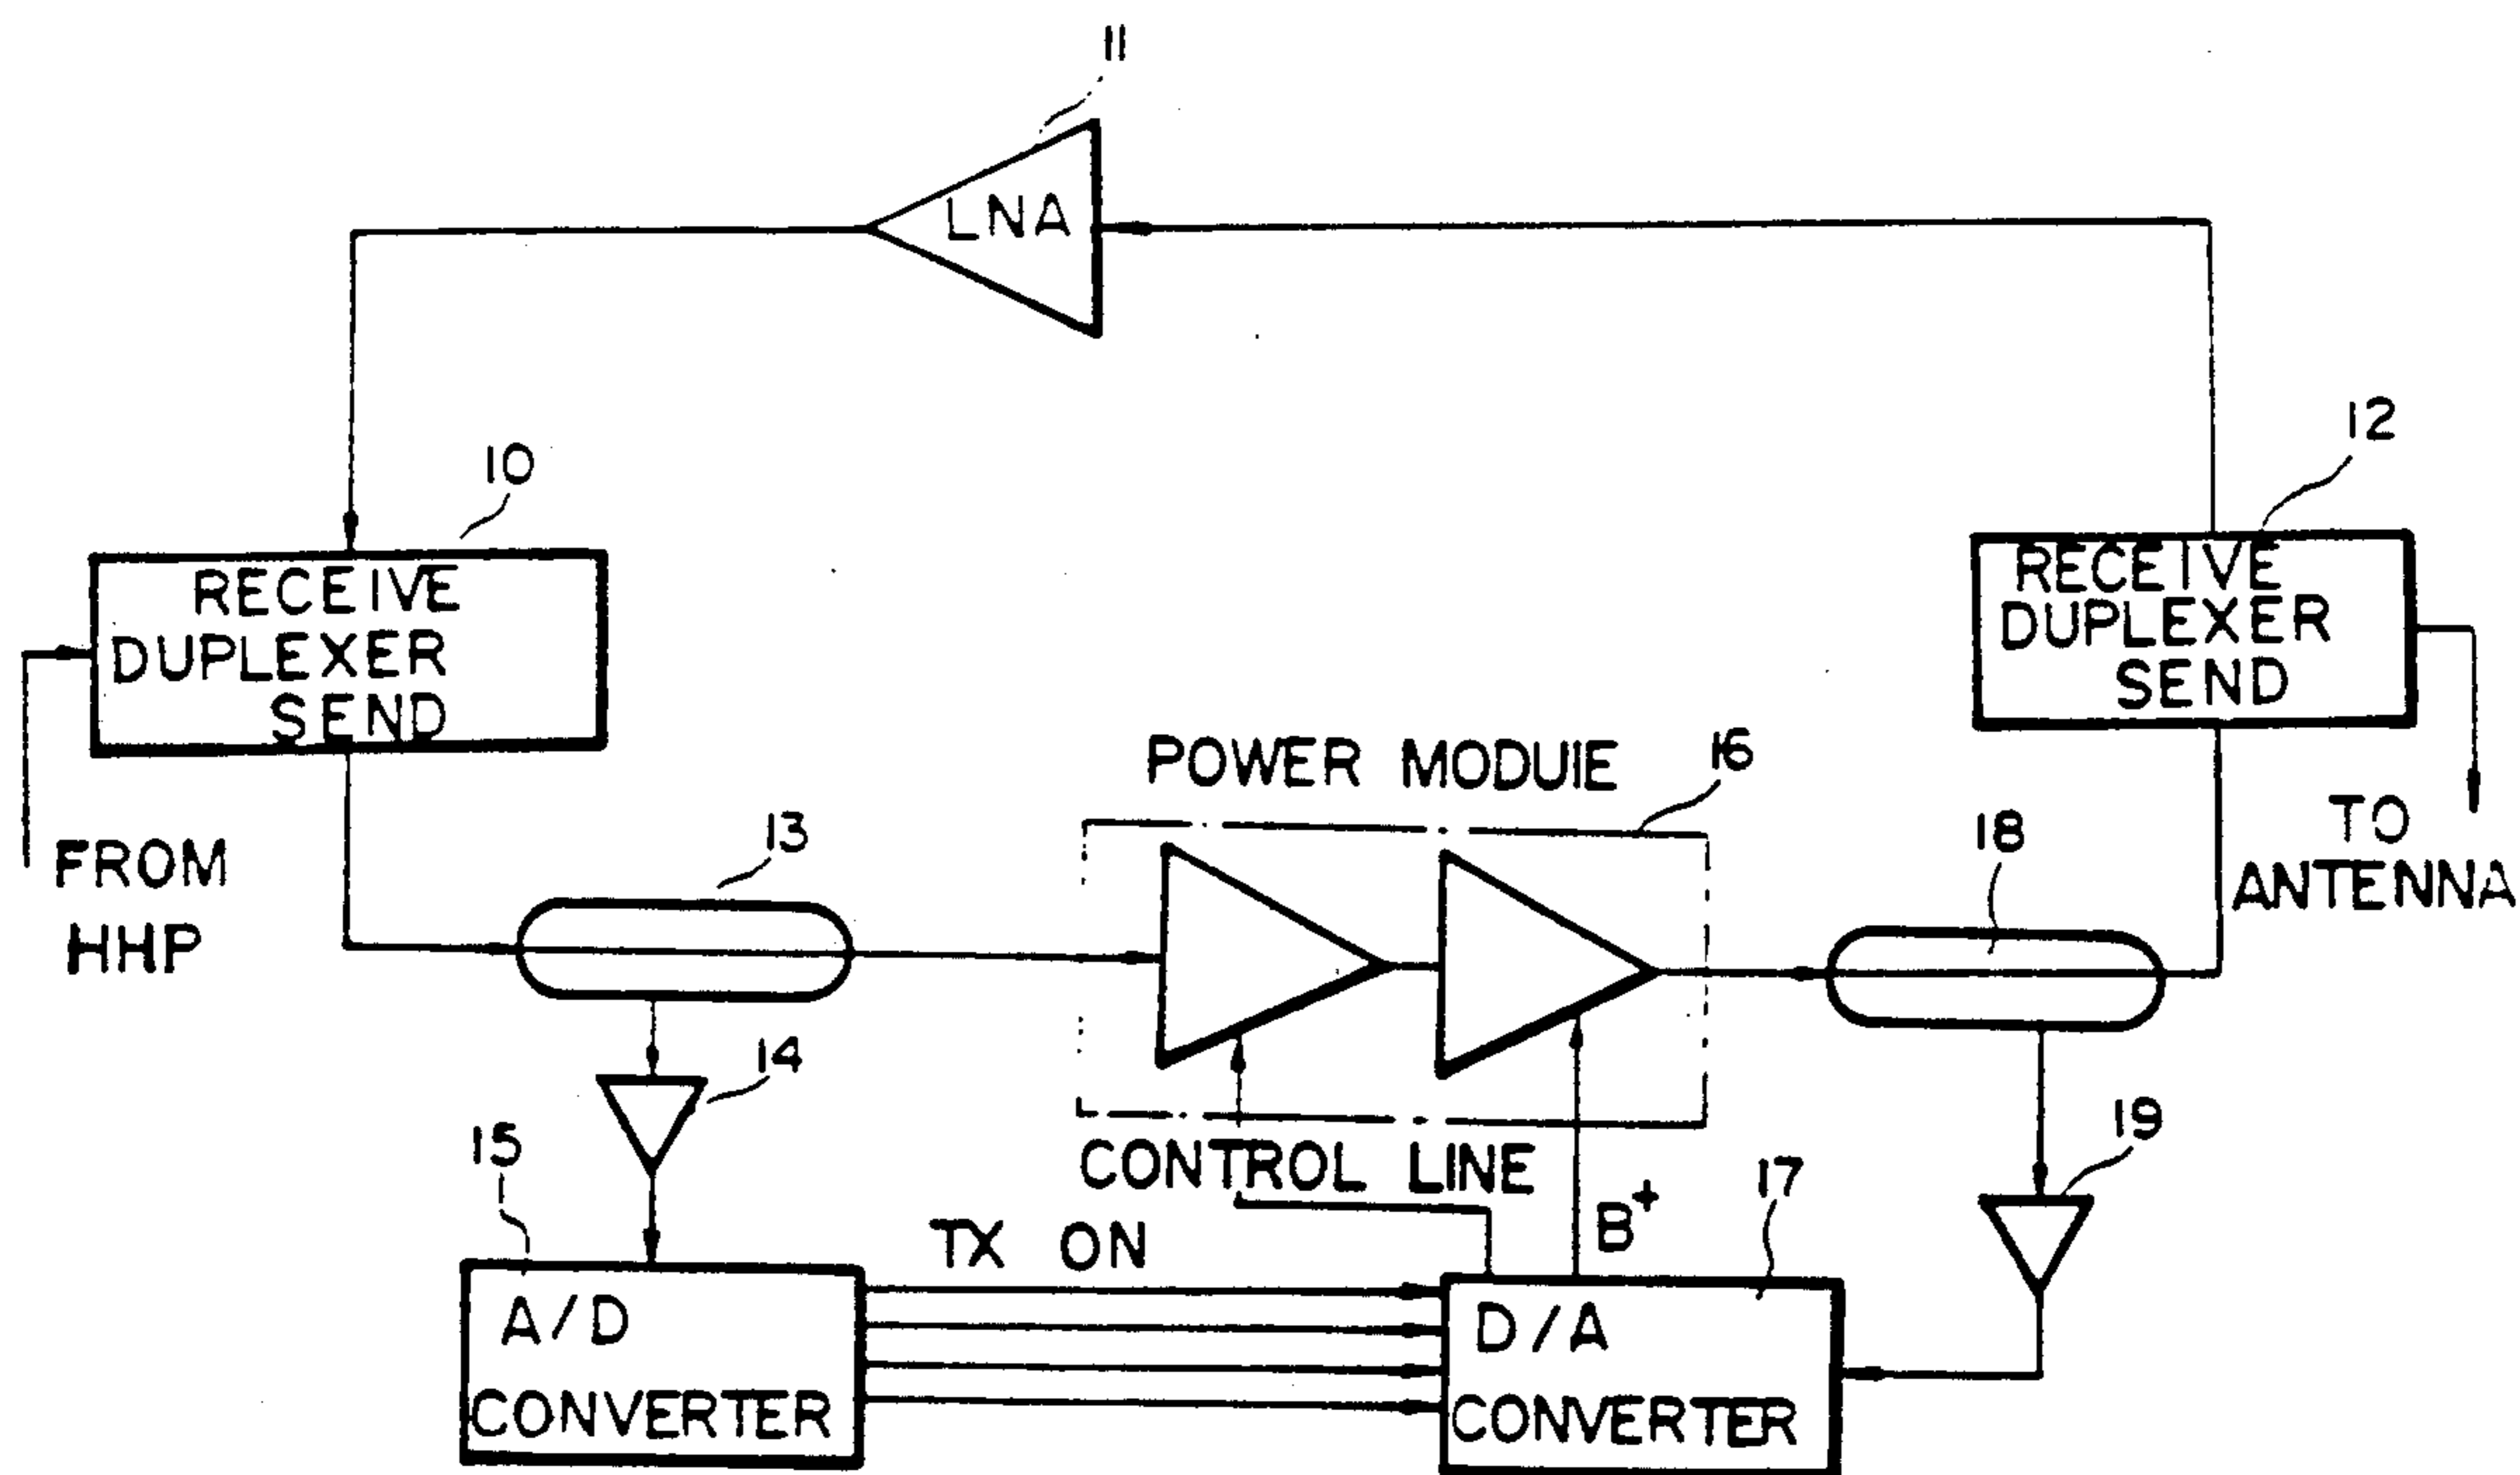 11
LNA
10
RECEIVE
DUPLEXER
SEND
12
RECEIVE
DUPLEXER
SEND
FROM
HHP
TO
ANTENNA
POWER MODUIE
16
13
18
14
19
15
CONTROL LINE
17
TX ON
B+
A/D
CONVERTER
D/A
CONVERTER